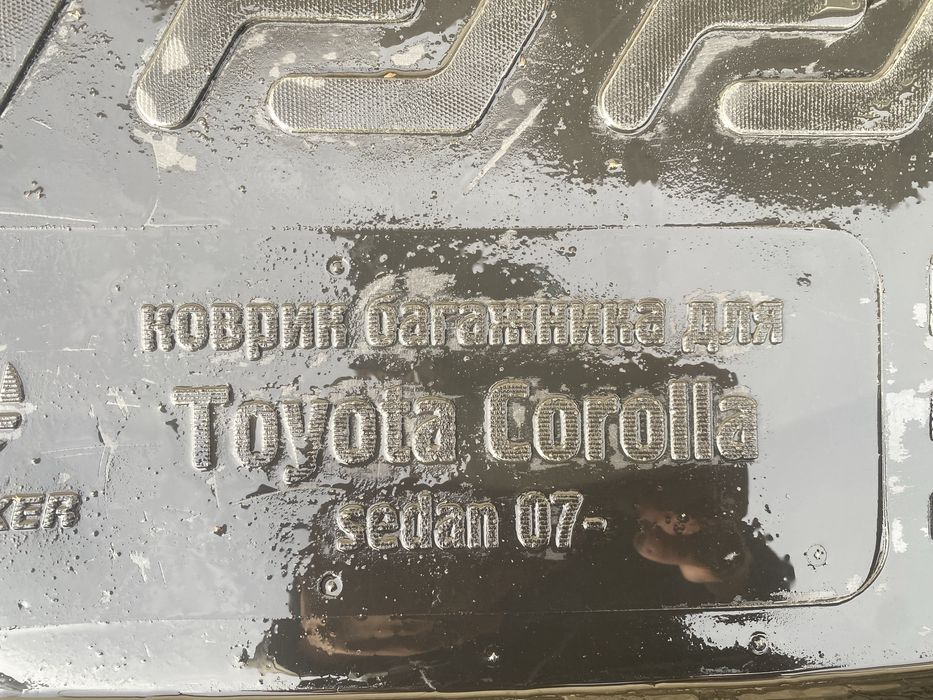 коврик багажника для
Toyota Corolla
sedan 07-